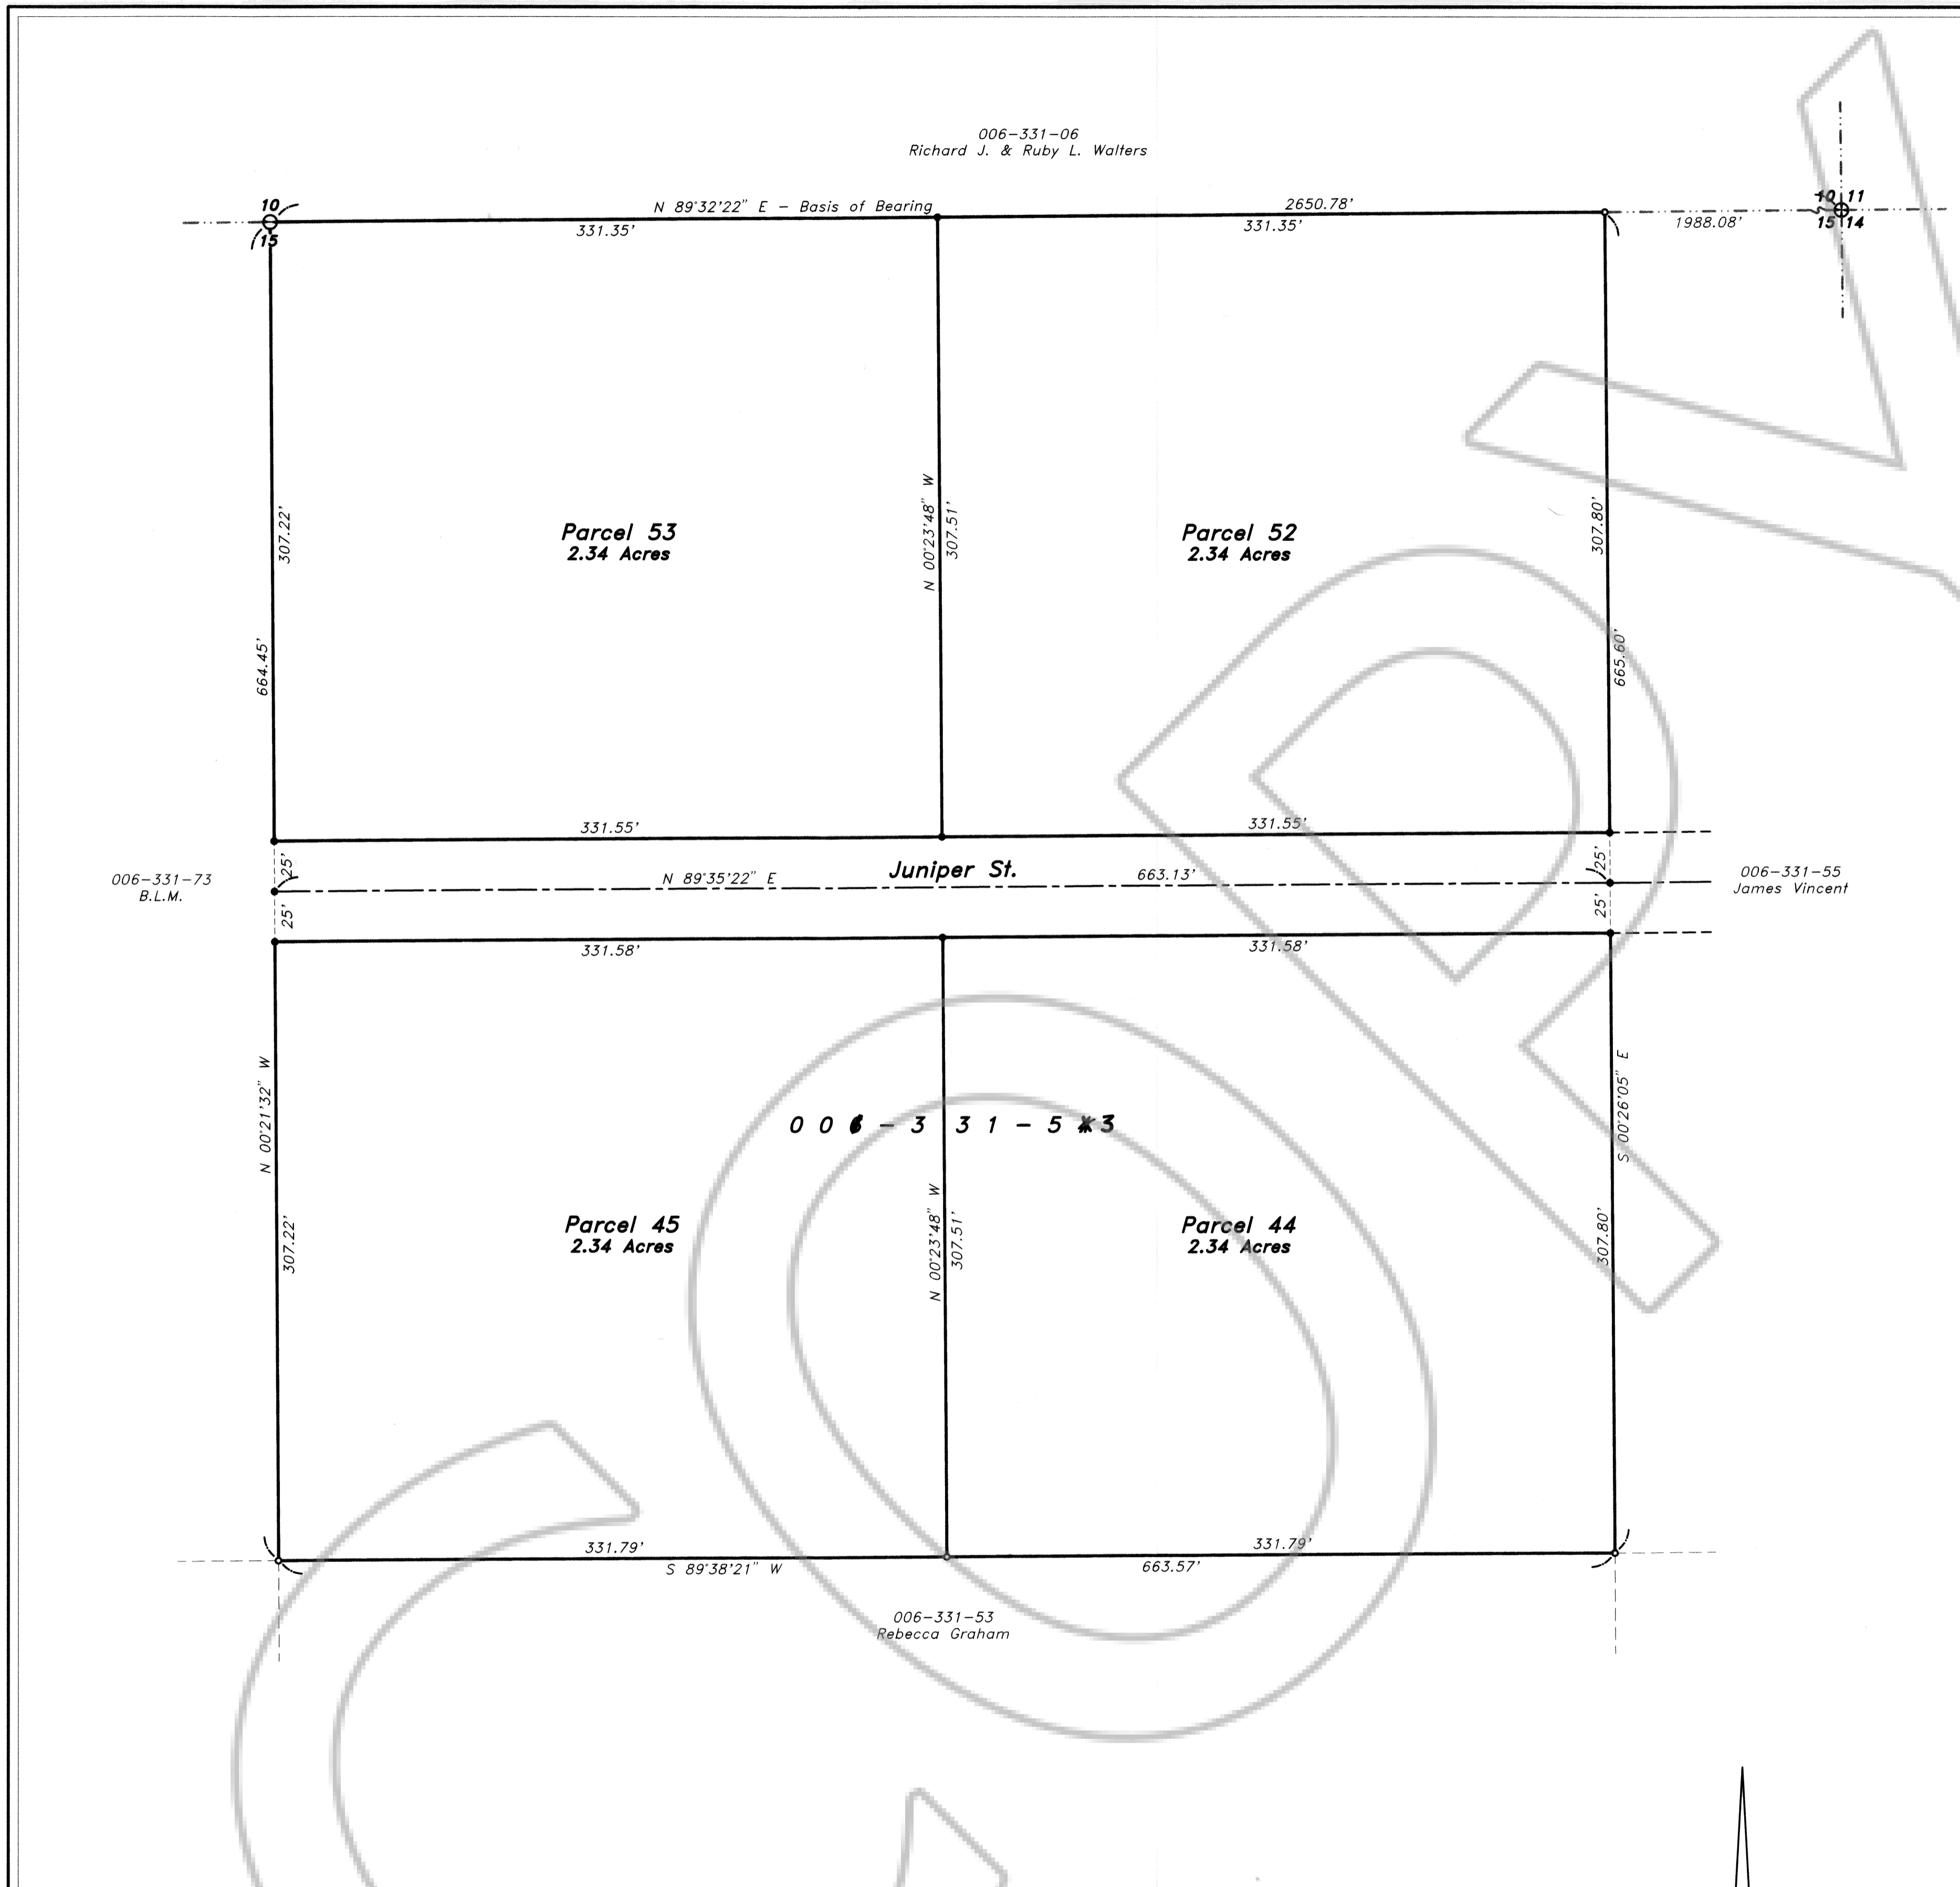 006-331-06
Richard J. & Ruby L. Walters
10
15
N 89°32'22" E - Basis of Bearing
331.35'
2650.78'
331.35'
1988.08'
10 11
15 14
307.22'
664.45'
Parcel 53
2.34 Acres
N 00°23'48" W
307.51'
Parcel 52
2.34 Acres
307.80'
665.60'
331.55'
331.55'
25'
25'
Juniper St.
N 89°35'22" E
663.13'
006-331-73
B.L.M.
006-331-55
James Vincent
25'
25'
331.58'
331.58'
N 00°21'32" W
S 00°26'05" E
307.22'
Parcel 45
2.34 Acres
N 00°23'48" W
307.51'
Parcel 44
2.34 Acres
307.80'
331.79'
S 89°38'21" W
331.79'
663.57'
006-331-53
Rebecca Graham
COPY